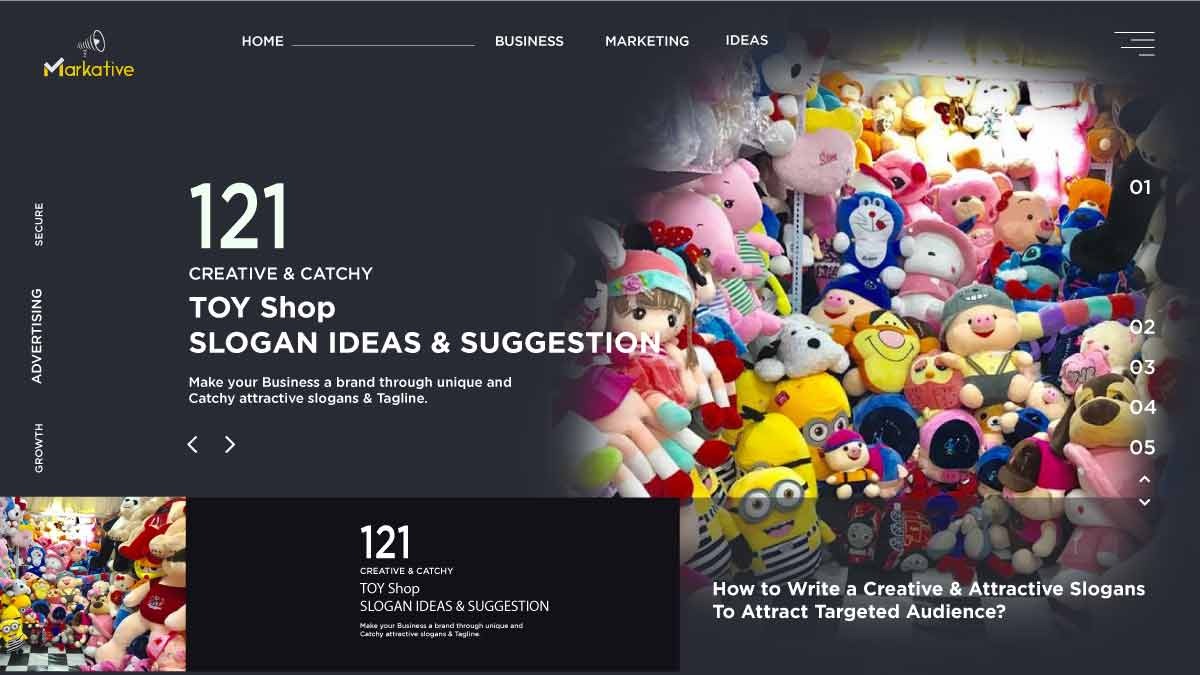 Markative
HOME
BUSINESS
MARKETING
IDEAS
SECURE
ADVERTISING
GROWTH
121
CREATIVE & CATCHY
TOY Shop
SLOGAN IDEAS & SUGGESTION
Make your Business a brand through unique and
Catchy attractive slogans & Tagline.
01
02
03
04
05
121
CREATIVE & CATCHY
TOY Shop
SLOGAN IDEAS & SUGGESTION
Make your Business a brand through unique and
Catchy attractive slogans & Tagline.
How to Write a Creative & Attractive Slogans
To Attract Targeted Audience?